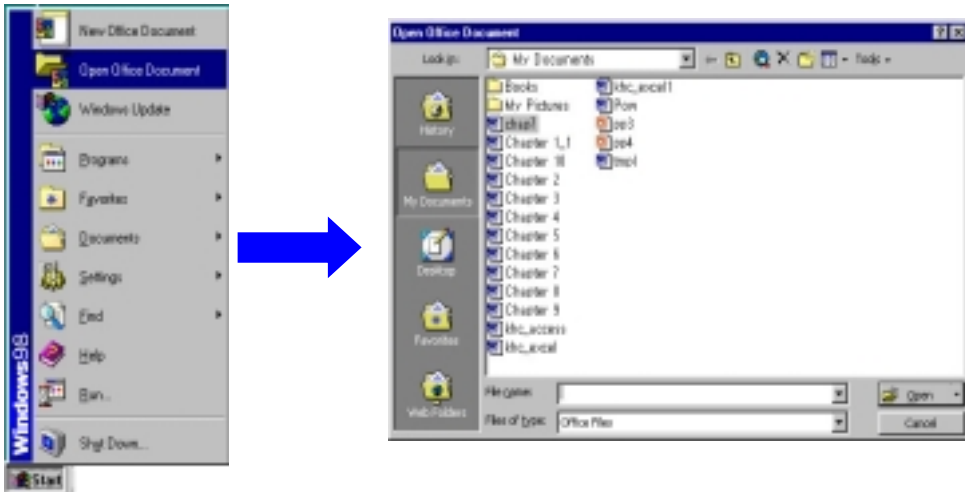 New Office Document
Open Office Document
Windows Update
Programs
Favorites
Documents
Settings
Find
Help
Run...
Shut Down...
Windows98
Start
Open Office Document
Look in:
My Documents
Tools
History
My Documents
Desktop
Favorites
Web Folders
Books
My Pictures
chap1
Chapter 1_1
Chapter 10
Chapter 2
Chapter 3
Chapter 4
Chapter 5
Chapter 6
Chapter 7
Chapter 8
Chapter 9
khc_access
khc_excel
khc_excel1
Pow
pp3
pp4
tmp1
File name:
Files of type:
Office Files
Open
Cancel